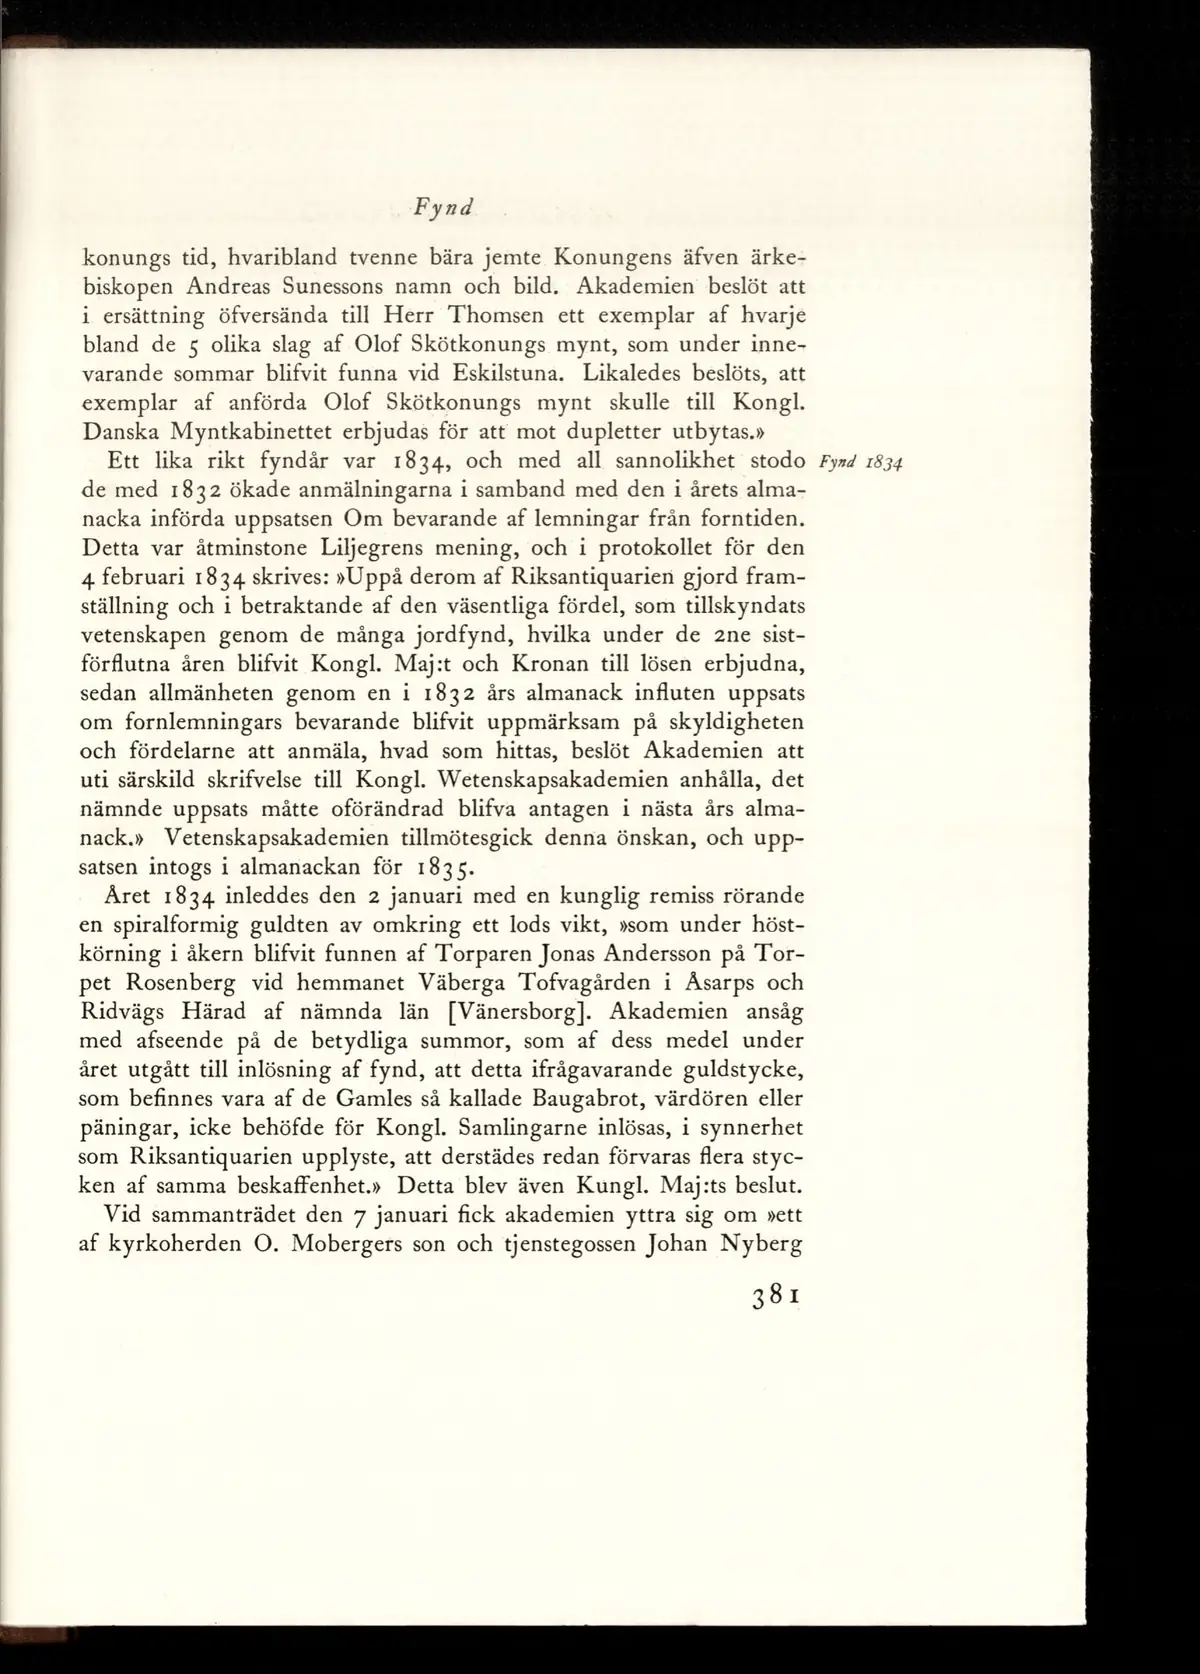 Fynd
konungs tid, hvaribland tvenne bära jemte Konungens äfven ärke-
biskopen Andreas Sunessons namn och bild. Akademien beslöt att
i ersättning öfversända till Herr Thomsen ett exemplar af hvarje
bland de 5 olika slag af Olof Skötkonungs mynt, som under inne-
varande sommar blifvit funna vid Eskilstuna. Likaledes beslöts, att
exemplar af anförda Olof Skötkonungs mynt skulle till Kongl.
Danska Myntkabinettet erbjudas för att mot dupletter utbytas.»
Ett lika rikt fyndår var 1834, och med all sannolikhet stodo Fynd 1834
de med 1832 ökade anmälningarna i samband med den i årets alma-
nacka införda uppsatsen Om bevarande af lemningar från forntiden.
Detta var åtminstone Liljegrens mening, och i protokollet för den
4 februari 1834 skrives: »Uppå derom af Riksantiquarien gjord fram-
ställning och i betraktande af den väsentliga fördel, som tillskyndats
vetenskapen genom de många jordfynd, hvilka under de 2ne sist-
förflutna åren blifvit Kongl. Maj:t och Kronan till lösen erbjudna,
sedan allmänheten genom en i 1832 års almanack influten uppsats
om fornlemningars bevarande blifvit uppmärksam på skyldigheten
och fördelarne att anmäla, hvad som hittas, beslöt Akademien att
uti särskild skrifvelse till Kongl. Wetenskapsakademien anhålla, det
nämnde uppsats måtte oförändrad blifva antagen i nästa års alma-
nack.» Vetenskapsakademien tillmötesgick denna önskan, och upp-
satsen intogs i almanackan för 1835.
Året 1834 inleddes den 2 januari med en kunglig remiss rörande
en spiralformig guldten av omkring ett lods vikt, »som under höst-
körning i åkern blifvit funnen af Torparen Jonas Andersson på Tor-
pet Rosenberg vid hemmanet Väberga Tofvagården i Åsarps och
Ridvägs Härad af nämnda län [Vänersborg]. Akademien ansåg
med afseende på de betydliga summor, som af dess medel under
året utgått till inlösning af fynd, att detta ifrågavarande guldstycke,
som befinnes vara af de Gamles så kallade Baugabrot, värdören eller
päningar, icke behöfde för Kongl. Samlingarne inlösas, i synnerhet
som Riksantiquarien upplyste, att derstädes redan förvaras flera styc-
ken af samma beskaffenhet.» Detta blev även Kungl. Maj:ts beslut.
Vid sammanträdet den 7 januari fick akademien yttra sig om »ett
af kyrkoherden O. Mobergers son och tjenstegossen Johan Nyberg
381